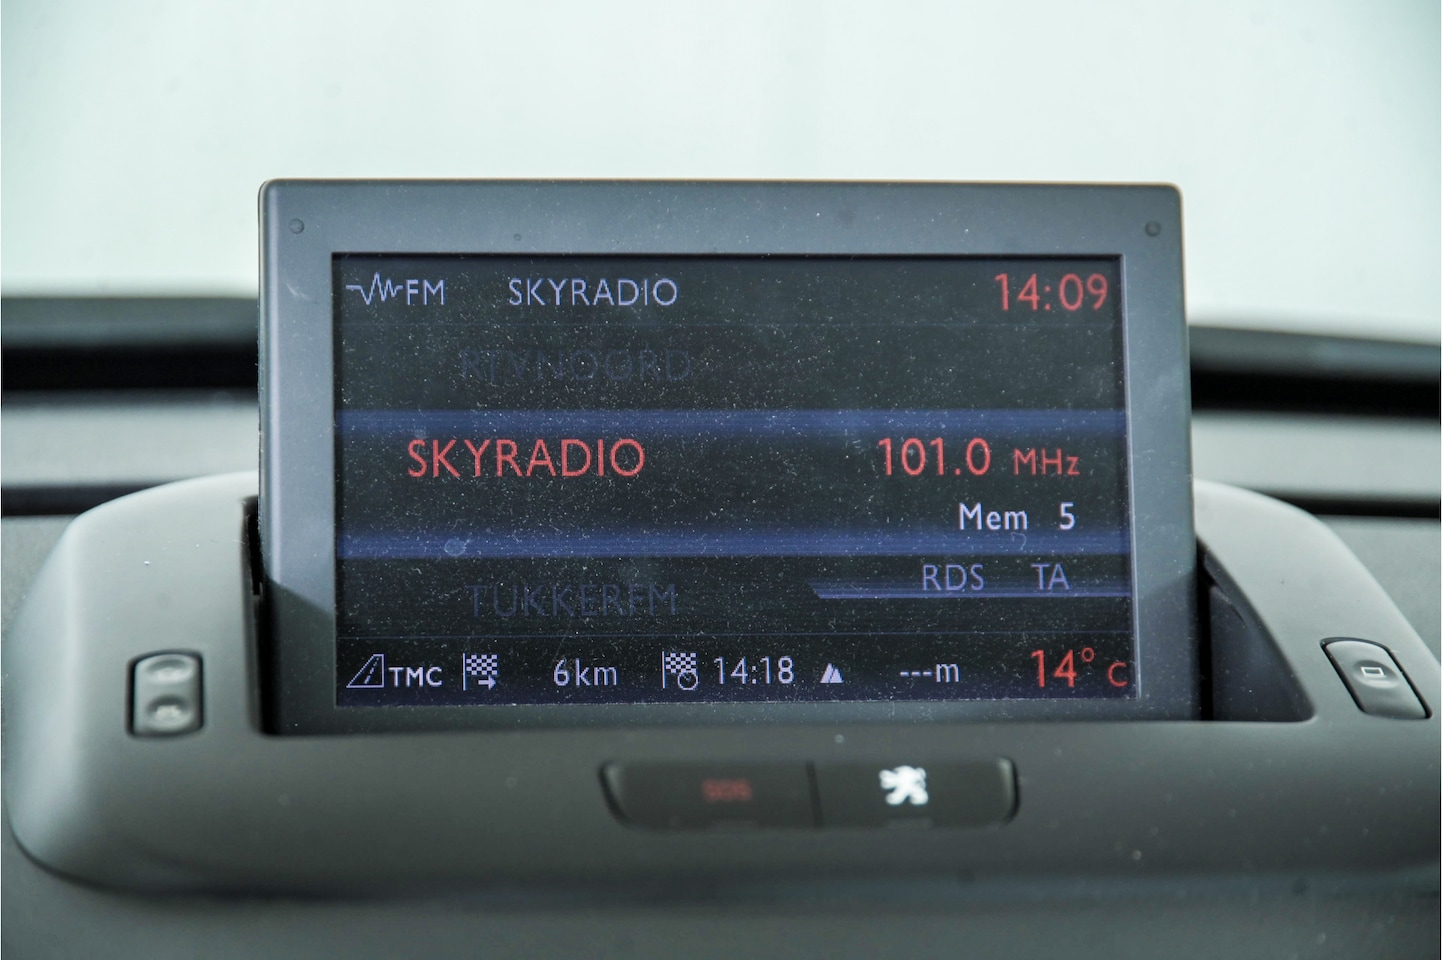 FM SKYRADIO 14:09
RTVNOORD
SKYRADIO 101.0 MHz
Mem 5
RDS TA
TUKKERFM
TMC 6km 14:18 ---m 14° C
SOS